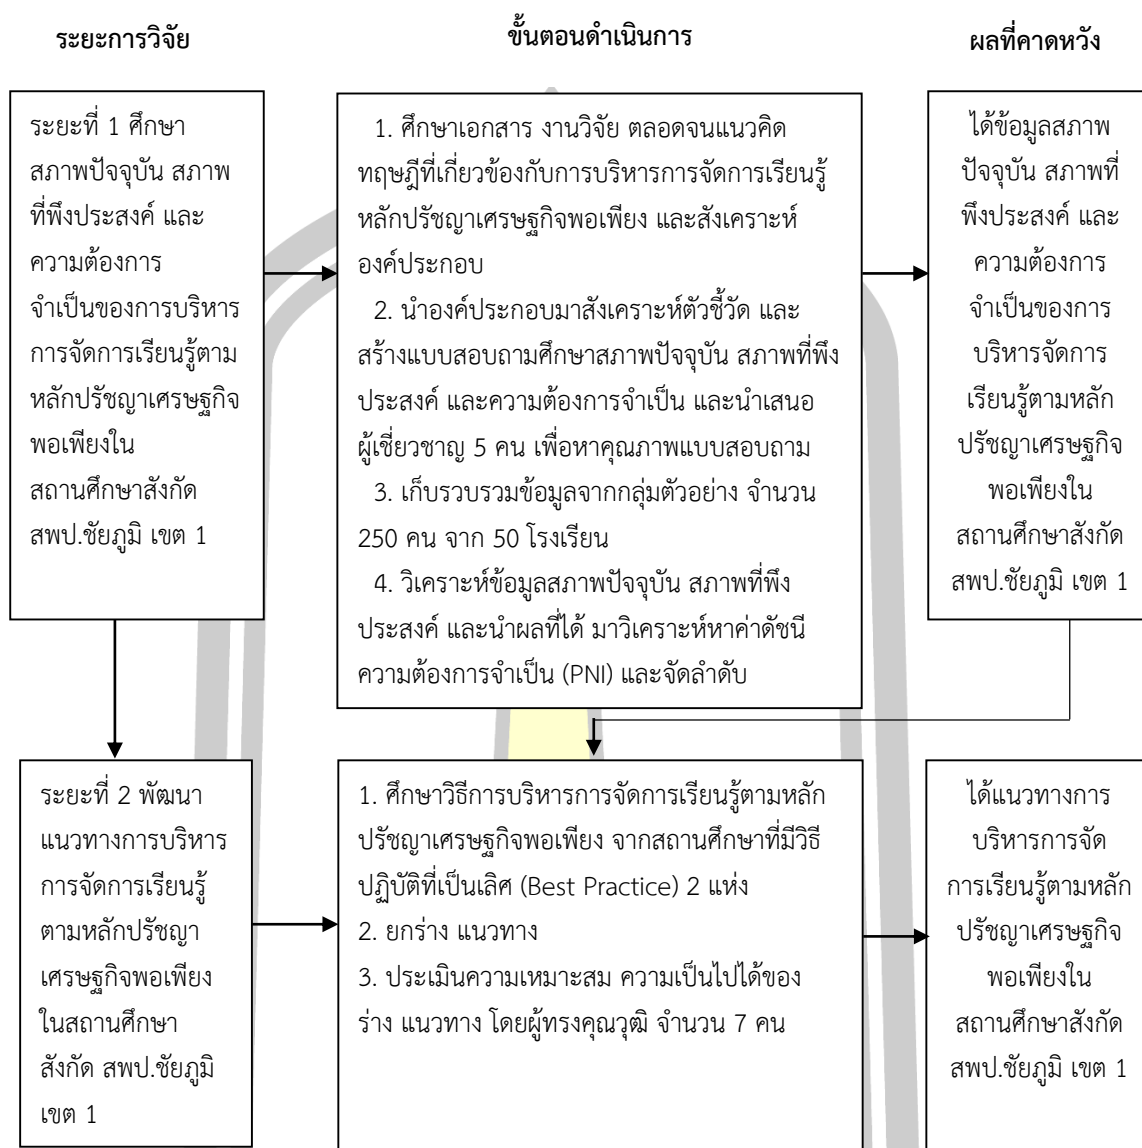 ระยะการวิจัย
ขั้นตอนดำเนินการ
ผลที่คาดหวัง
ระยะที่ 1 ศึกษา
สภาพปัจจุบัน สภาพ
ที่พึงประสงค์ และ
ความต้องการ
จำเป็นของการบริหาร
การจัดการเรียนรู้ตาม
หลักปรัชญาเศรษฐกิจ
พอเพียงใน
สถานศึกษาสังกัด
สพป.ชัยภูมิ เขต 1
1. ศึกษาเอกสาร งานวิจัย ตลอดจนแนวคิด
ทฤษฎีที่เกี่ยวข้องกับการบริหารการจัดการเรียนรู้
หลักปรัชญาเศรษฐกิจพอเพียง และสังเคราะห์
องค์ประกอบ
2. นำองค์ประกอบมาสังเคราะห์ตัวชี้วัด และ
สร้างแบบสอบถามศึกษาสภาพปัจจุบัน สภาพที่พึง
ประสงค์ และความต้องการจำเป็น และนำเสนอ
ผู้เชี่ยวชาญ 5 คน เพื่อหาคุณภาพแบบสอบถาม
3. เก็บรวบรวมข้อมูลจากกลุ่มตัวอย่าง จำนวน
250 คน จาก 50 โรงเรียน
4. วิเคราะห์ข้อมูลสภาพปัจจุบัน สภาพที่พึง
ประสงค์ และนำผลที่ได้ มาวิเคราะห์หาค่าดัชนี
ความต้องการจำเป็น (PNI) และจัดลำดับ
ได้ข้อมูลสภาพ
ปัจจุบัน สภาพที่
พึงประสงค์ และ
ความต้องการ
จำเป็นของการ
บริหารจัดการ
เรียนรู้ตามหลัก
ปรัชญาเศรษฐกิจ
พอเพียงใน
สถานศึกษาสังกัด
สพป.ชัยภูมิ เขต 1
ระยะที่ 2 พัฒนา
แนวทางการบริหาร
การจัดการเรียนรู้
ตามหลักปรัชญา
เศรษฐกิจพอเพียง
ในสถานศึกษา
สังกัด สพป.ชัยภูมิ
เขต 1
1. ศึกษาวิธีการบริหารการจัดการเรียนรู้ตามหลัก
ปรัชญาเศรษฐกิจพอเพียง จากสถานศึกษาที่มีวิธี
ปฏิบัติที่เป็นเลิศ (Best Practice) 2 แห่ง
2. ยกร่าง แนวทาง
3. ประเมินความเหมาะสม ความเป็นไปได้ของ
ร่าง แนวทาง โดยผู้ทรงคุณวุฒิ จำนวน 7 คน
ได้แนวทางการ
บริหารการจัด
การเรียนรู้ตามหลัก
ปรัชญาเศรษฐกิจ
พอเพียงใน
สถานศึกษาสังกัด
สพป.ชัยภูมิ เขต 1